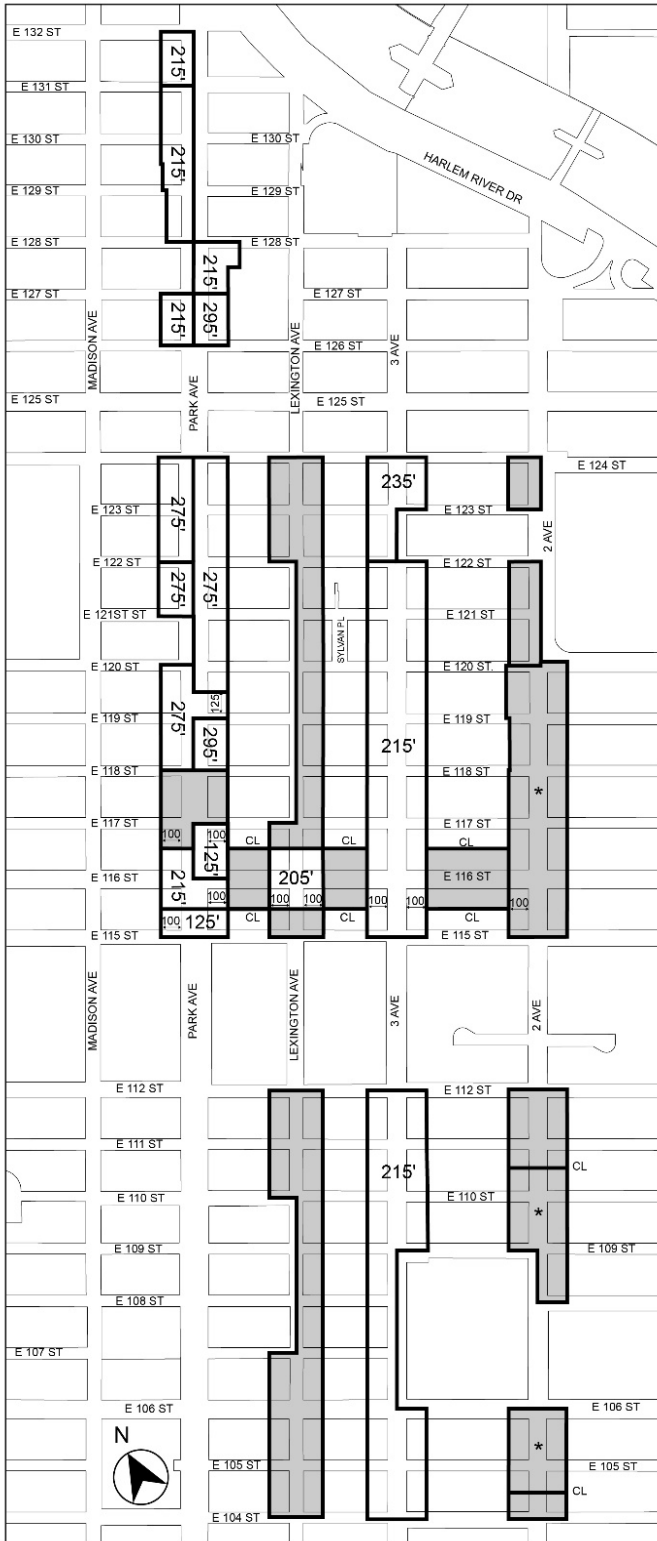 E 132 ST
215'
E 131 ST
E 130 ST
E 130 ST
215'
HARLEM RIVER DR
E 129 ST
E 129 ST
E 128 ST
E 128 ST
215'
E 127 ST
E 127 ST
215'
295'
MADISON AVE
LEXINGTON AVE
3 AVE
E 126 ST
PARK AVE
E 125 ST
E 125 ST
E 124 ST
235'
275'
E 123 ST
E 123 ST
2 AVE
E 122 ST
E 122 ST
275'
275'
E 121ST ST
E 121 ST
SYLVAN PL
E 120 ST
E 120 ST
125
275'
E 119 ST
E 119 ST
295'
215'
E 118 ST
E 118 ST
*
E 117 ST
E 117 ST
100
100
CL
CL
CL
125'
E 116 ST
205'
E 116 ST
215'
100
100
100
100
100
100
100
125'
CL
CL
CL
E 115 ST
E 115 ST
MADISON AVE
PARK AVE
LEXINGTON AVE
3 AVE
2 AVE
E 112 ST
E 112 ST
E 111 ST
215'
CL
E 110 ST
E 110 ST
*
E 109 ST
E 109 ST
E 108 ST
E 107 ST
E 106 ST
E 106 ST
N
*
E 105 ST
E 105 ST
CL
E 104 ST